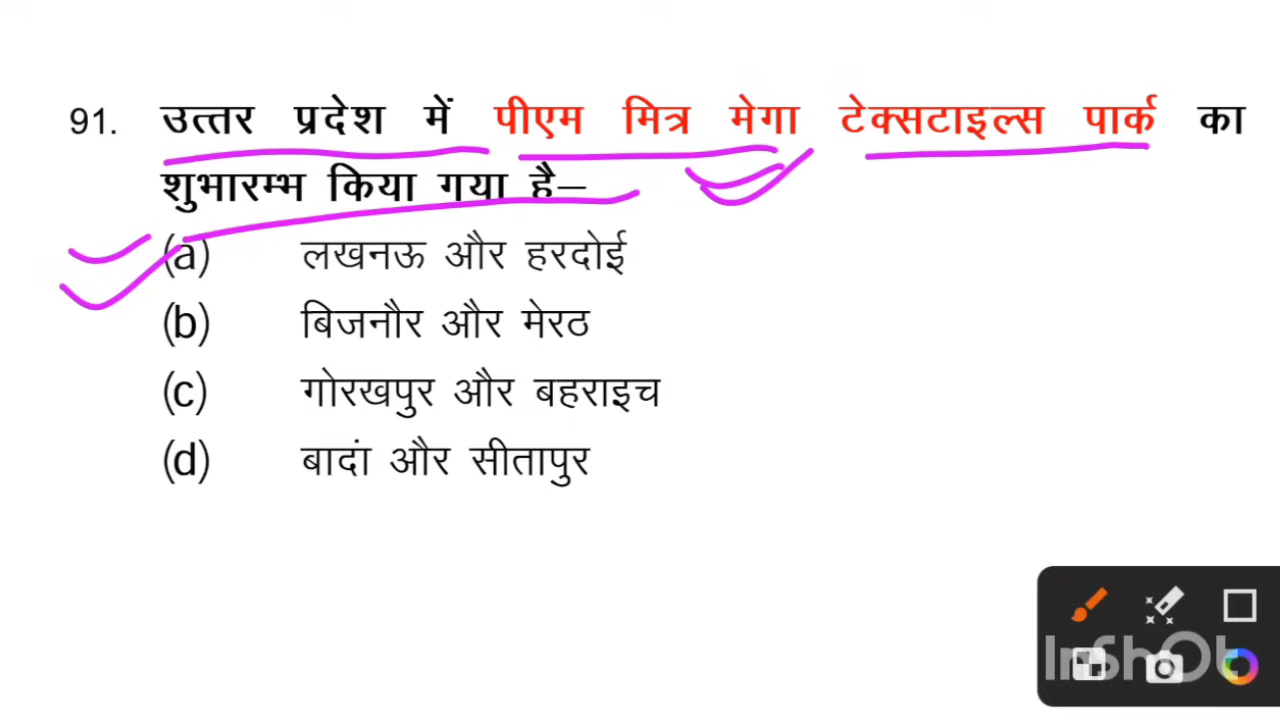 91. उत्तर प्रदेश में पीएम मित्र मेगा टेक्सटाइल्स पार्क का
शुभारम्भ किया गया है–
(a) लखनऊ और हरदोई
(b) बिजनौर और मेरठ
(c) गोरखपुर और बहराइच
(d) बादां और सीतापुर
InShOt